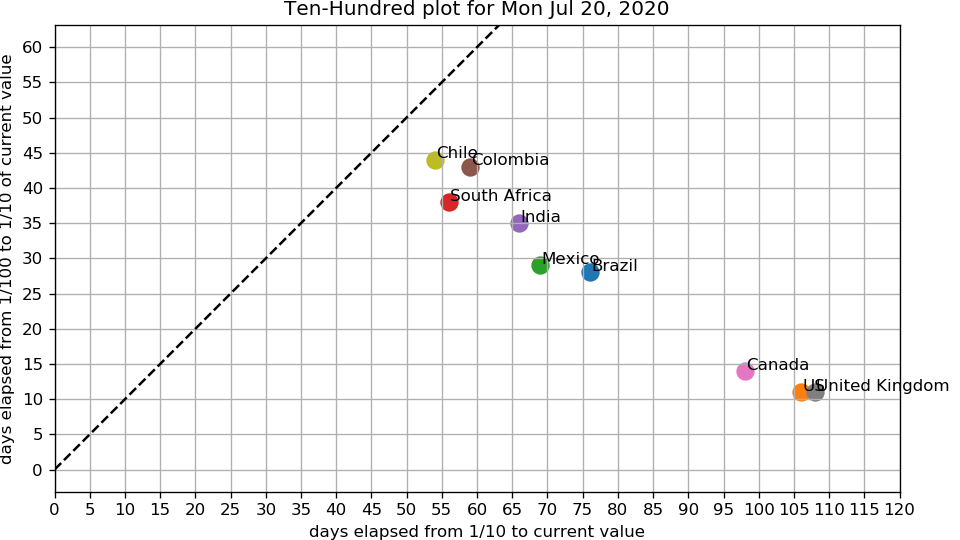 Ten-Hundred plot for Mon Jul 20, 2020
days elapsed from 1/100 to 1/10 of current value
60
55
50
45
40
35
30
25
20
15
10
5
0
Chile
Colombia
South Africa
India
Mexico
Brazil
Canada
US
United Kingdom
0 5 10 15 20 25 30 35 40 45 50 55 60 65 70 75 80 85 90 95 100 105 110 115 120
days elapsed from 1/10 to current value